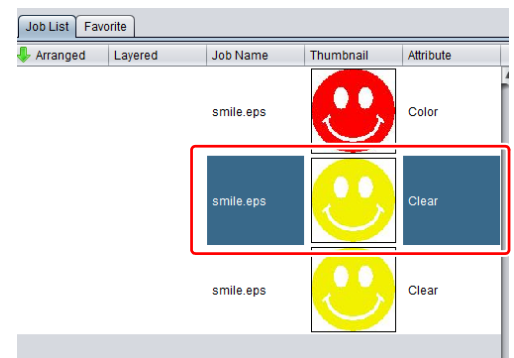 Job List Favorite
Arranged Layered Job Name Thumbnail Attribute
smile.eps Color
smile.eps Clear
smile.eps Clear